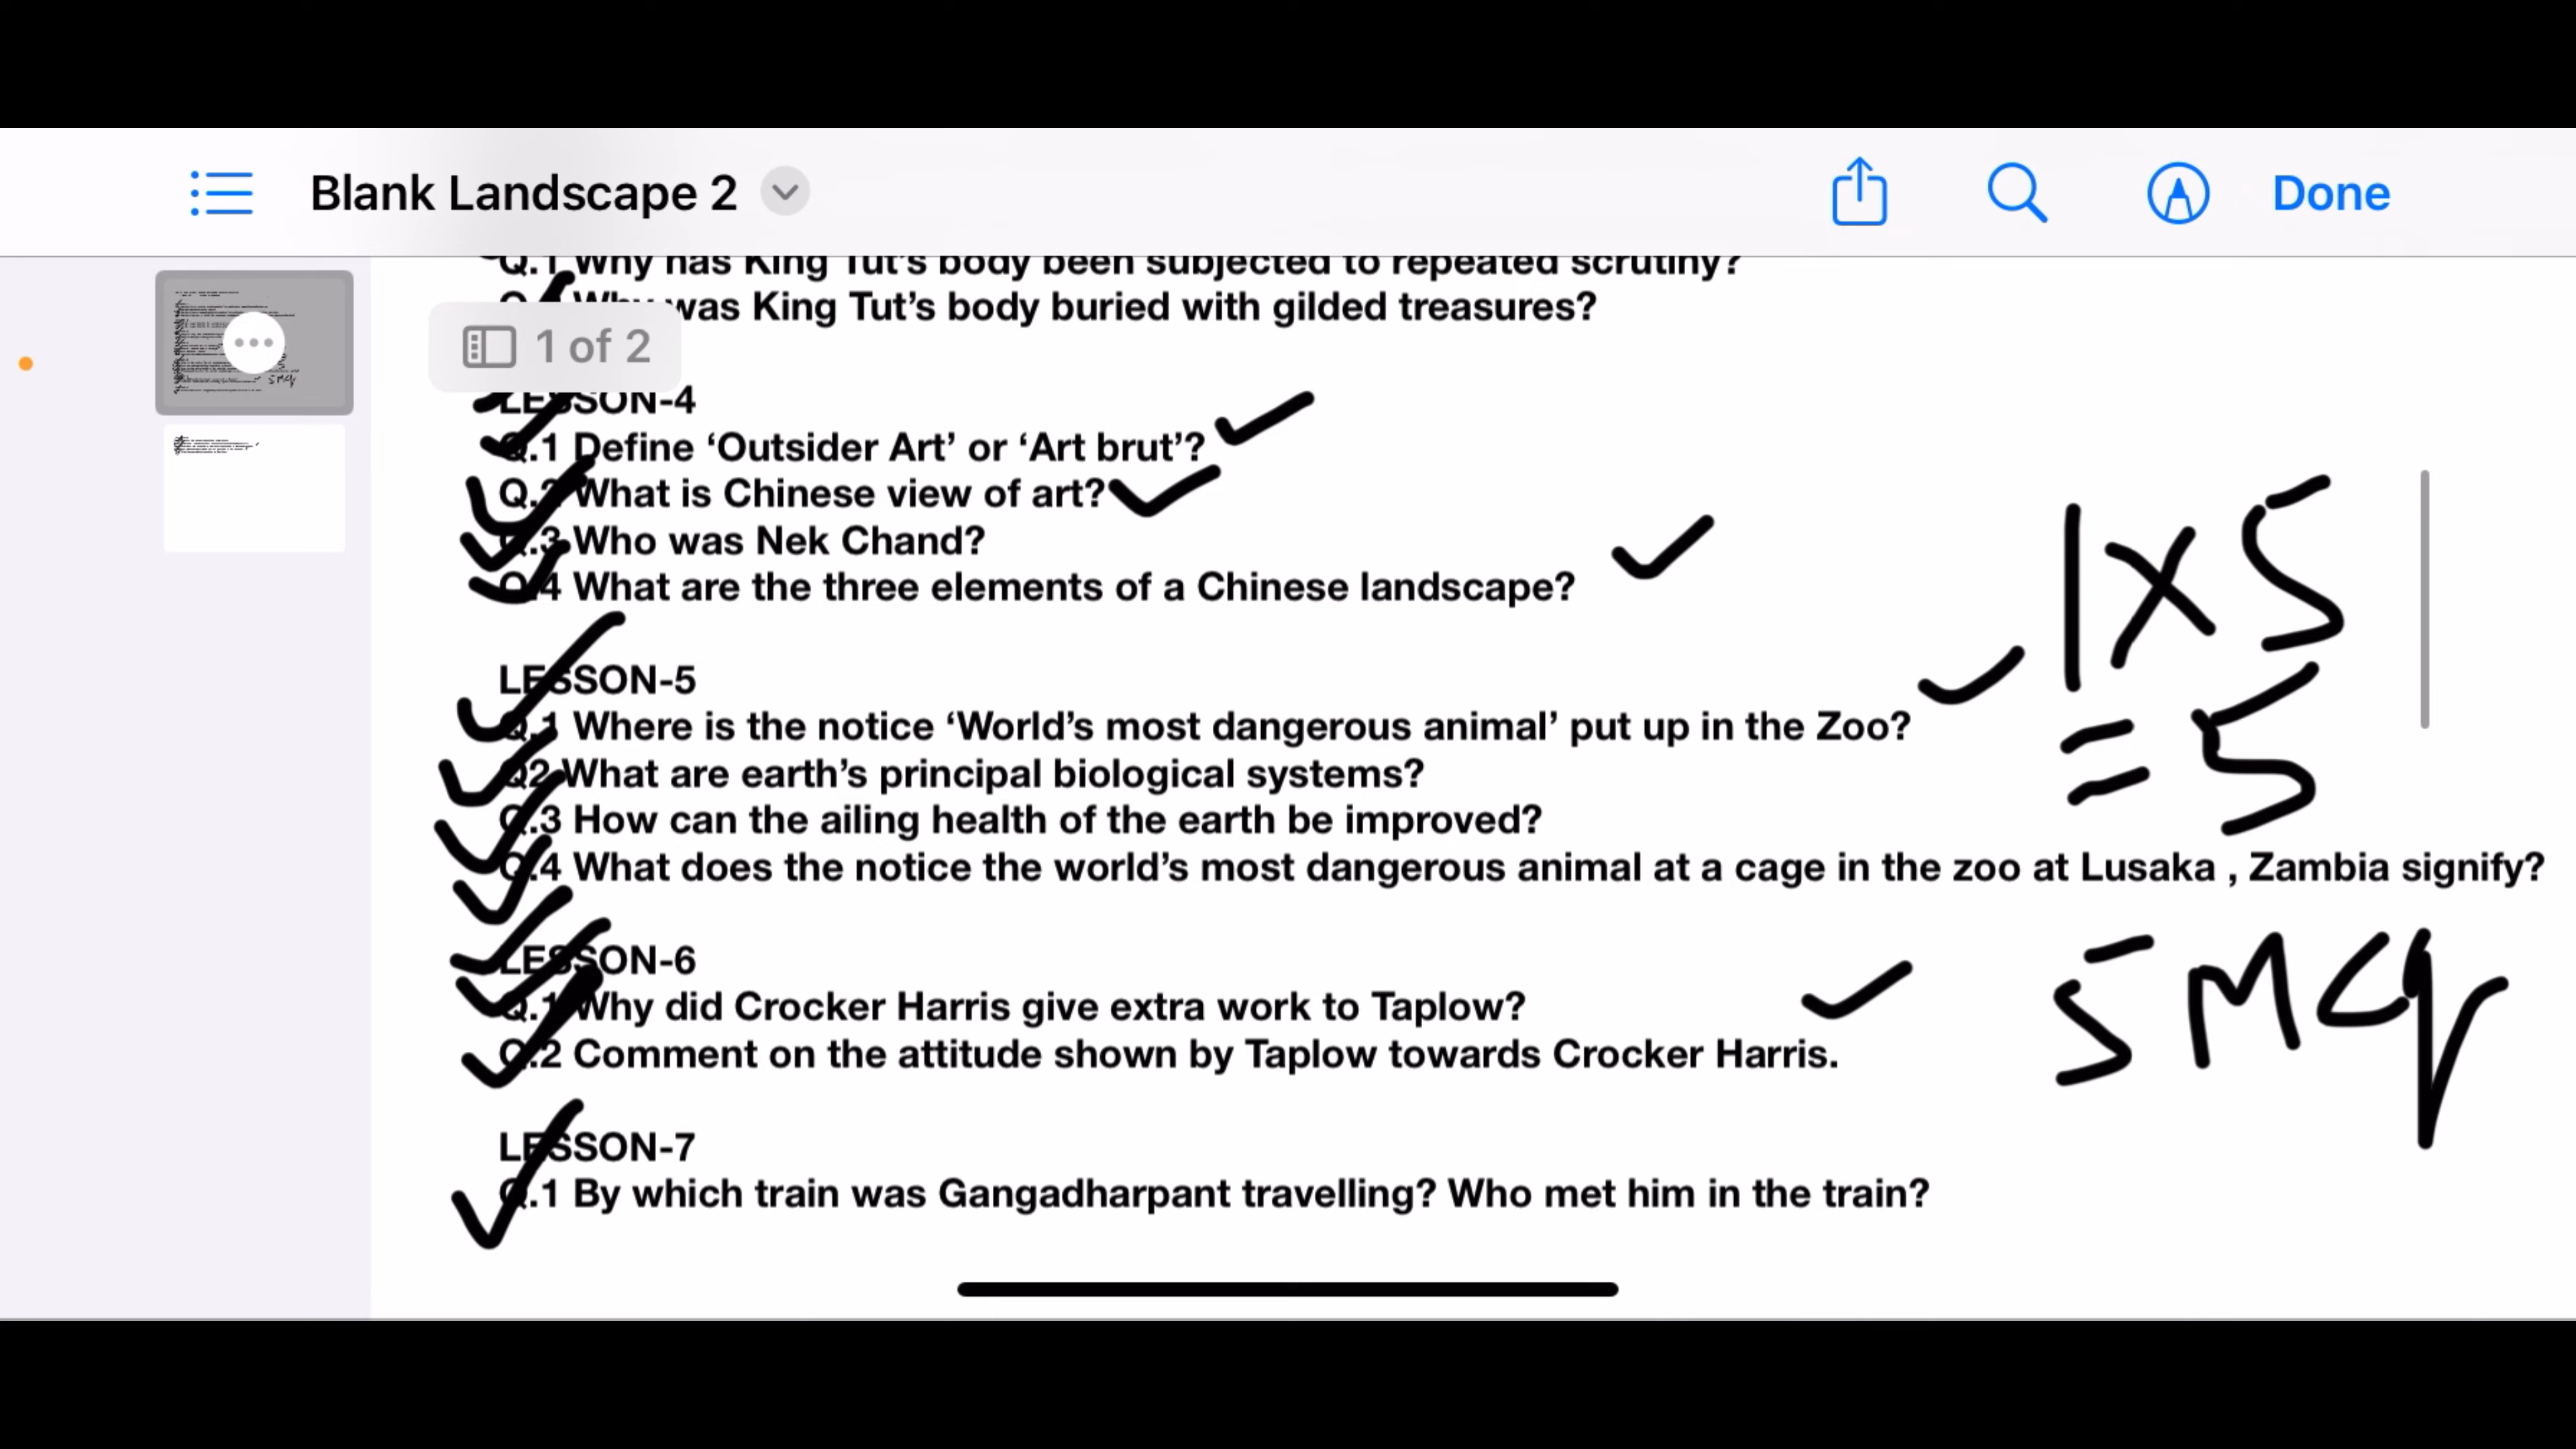 Blank Landscape 2
Done
Q.1 Why has King Tut's body been subjected to repeated scrutiny?
Why was King Tut's body buried with gilded treasures?
1 of 2
LESSON-4
Q.1 Define ‘Outsider Art’ or ‘Art brut’?
Q.2 What is Chinese view of art?
Q.3 Who was Nek Chand?
Q.4 What are the three elements of a Chinese landscape?
1x5
LESSON-5
Q.1 Where is the notice ‘World’s most dangerous animal’ put up in the Zoo?
=5
Q2 What are earth’s principal biological systems?
Q.3 How can the ailing health of the earth be improved?
Q.4 What does the notice the world’s most dangerous animal at a cage in the zoo at Lusaka , Zambia signify?
LESSON-6
Q.1 Why did Crocker Harris give extra work to Taplow?
5 Mcq
Q.2 Comment on the attitude shown by Taplow towards Crocker Harris.
LESSON-7
Q.1 By which train was Gangadharpant travelling? Who met him in the train?